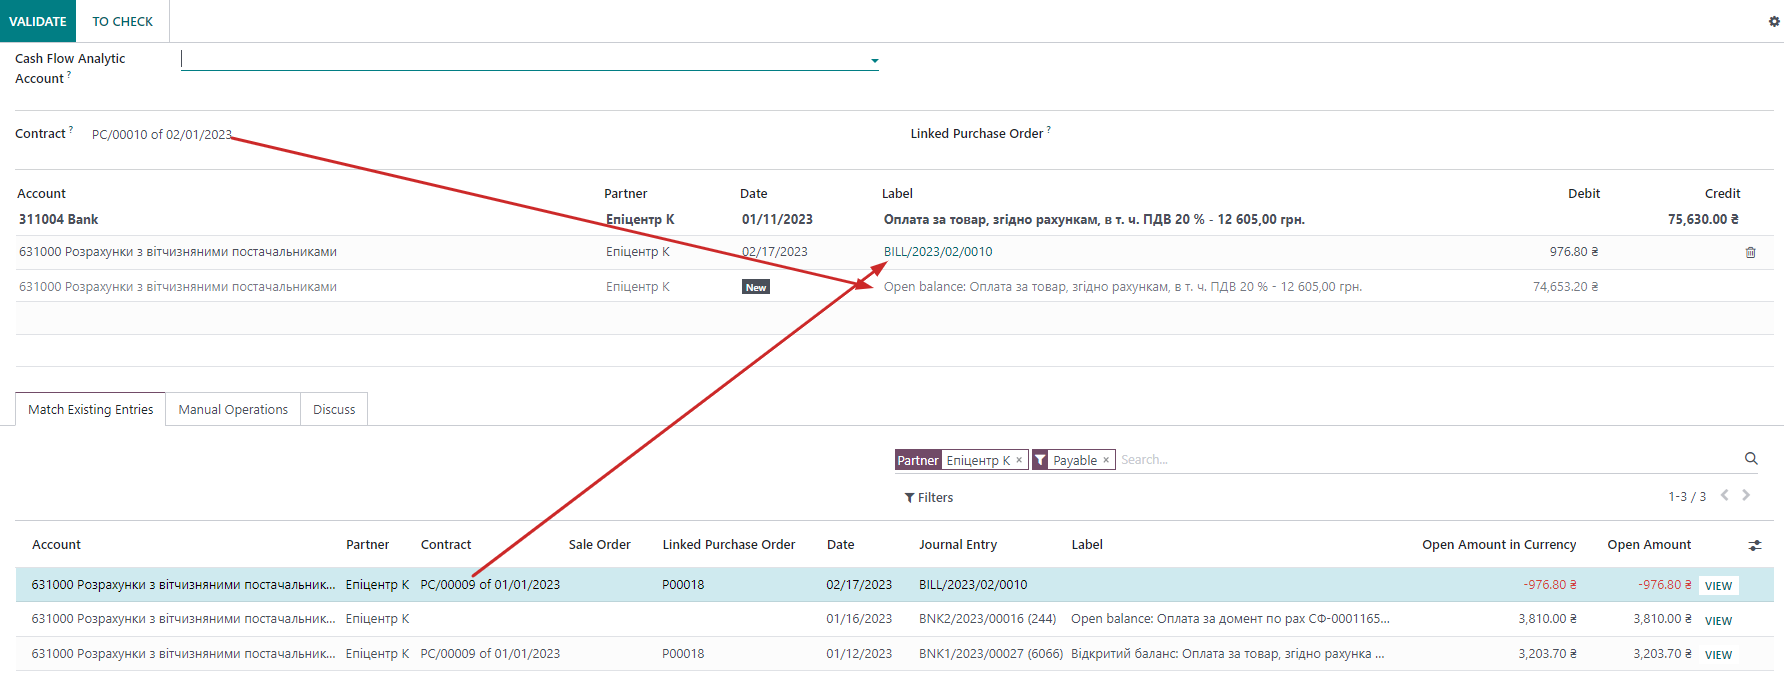 VALIDATE TO CHECK
Cash Flow Analytic
Account ?
Contract ? PC/00010 of 02/01/2023 Linked Purchase Order ?
Account Partner Date Label Debit Credit
311004 Bank Епіцентр К 01/11/2023 Оплата за товар, згідно рахункам, в т. ч. ПДВ 20 % - 12 605,00 грн. 75,630.00 ₴
631000 Розрахунки з вітчизняними постачальниками Епіцентр К 02/17/2023 BILL/2023/02/0010 976.80 ₴
631000 Розрахунки з вітчизняними постачальниками Епіцентр К New Open balance: Оплата за товар, згідно рахункам, в т. ч. ПДВ 20 % - 12 605,00 грн. 74,653.20 ₴
Match Existing Entries Manual Operations Discuss
Partner Епіцентр К × Payable × Search...
Filters 1-3 / 3
Account Partner Contract Sale Order Linked Purchase Order Date Journal Entry Label Open Amount in Currency Open Amount
631000 Розрахунки з вітчизняними постачальник... Епіцентр К PC/00009 of 01/01/2023 P00018 02/17/2023 BILL/2023/02/0010 -976.80 ₴ -976.80 ₴ VIEW
631000 Розрахунки з вітчизняними постачальник... Епіцентр К 01/16/2023 BNK2/2023/00016 (244) Open balance: Оплата за домент по рах СФ-0001165... 3,810.00 ₴ 3,810.00 ₴ VIEW
631000 Розрахунки з вітчизняними постачальник... Епіцентр К PC/00009 of 01/01/2023 P00018 01/12/2023 BNK1/2023/00027 (6066) Відкритий баланс: Оплата за товар, згідно рахунка ... 3,203.70 ₴ 3,203.70 ₴ VIEW